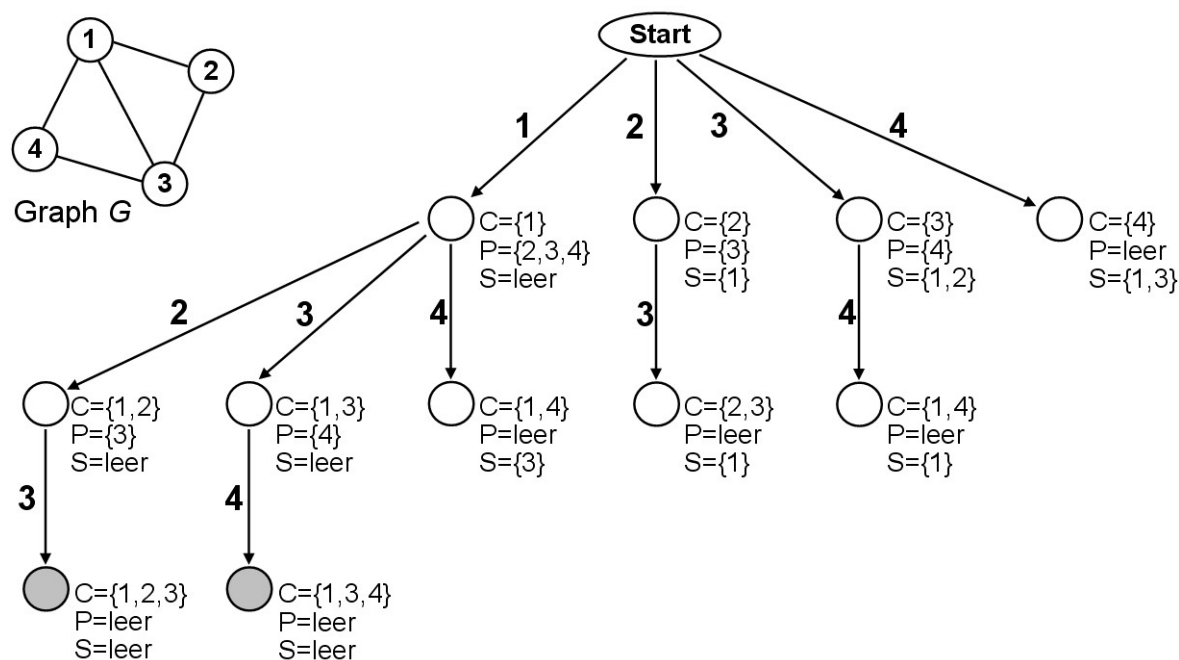 1
2
4
3
Graph G
Start
1
2
3
4
C={1}
P={2,3,4}
S=leer
C={2}
P={3}
S={1}
C={3}
P={4}
S={1,2}
C={4}
P=leer
S={1,3}
2
3
4
3
4
C={1,2}
P={3}
S=leer
C={1,3}
P={4}
S=leer
C={1,4}
P=leer
S={3}
C={2,3}
P=leer
S={1}
C={1,4}
P=leer
S={1}
3
4
C={1,2,3}
P=leer
S=leer
C={1,3,4}
P=leer
S=leer